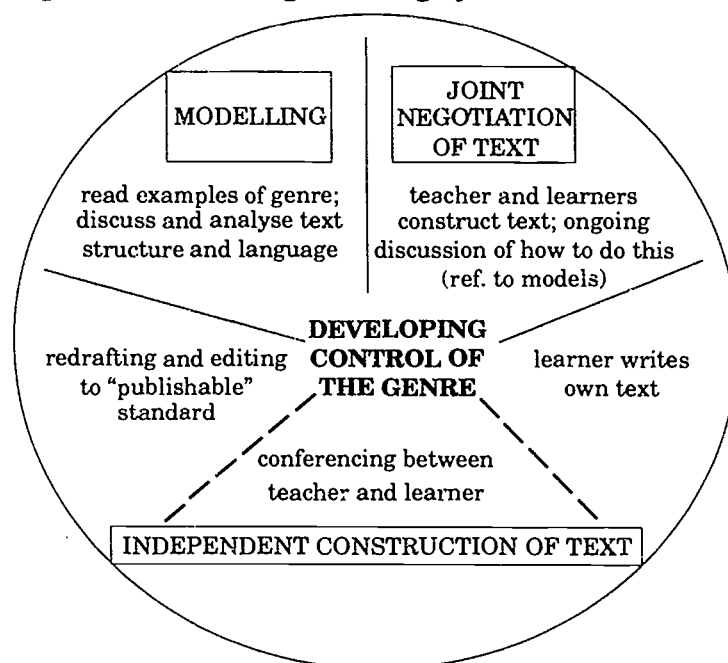 MODELLING
read examples of genre;
discuss and analyse text
structure and language
JOINT
NEGOTIATION
OF TEXT
teacher and learners
construct text; ongoing
discussion of how to do this
(ref. to models)
DEVELOPING
CONTROL OF
THE GENRE
redrafting and editing
to "publishable"
standard
learner writes
own text
conferencing between
teacher and learner
INDEPENDENT CONSTRUCTION OF TEXT